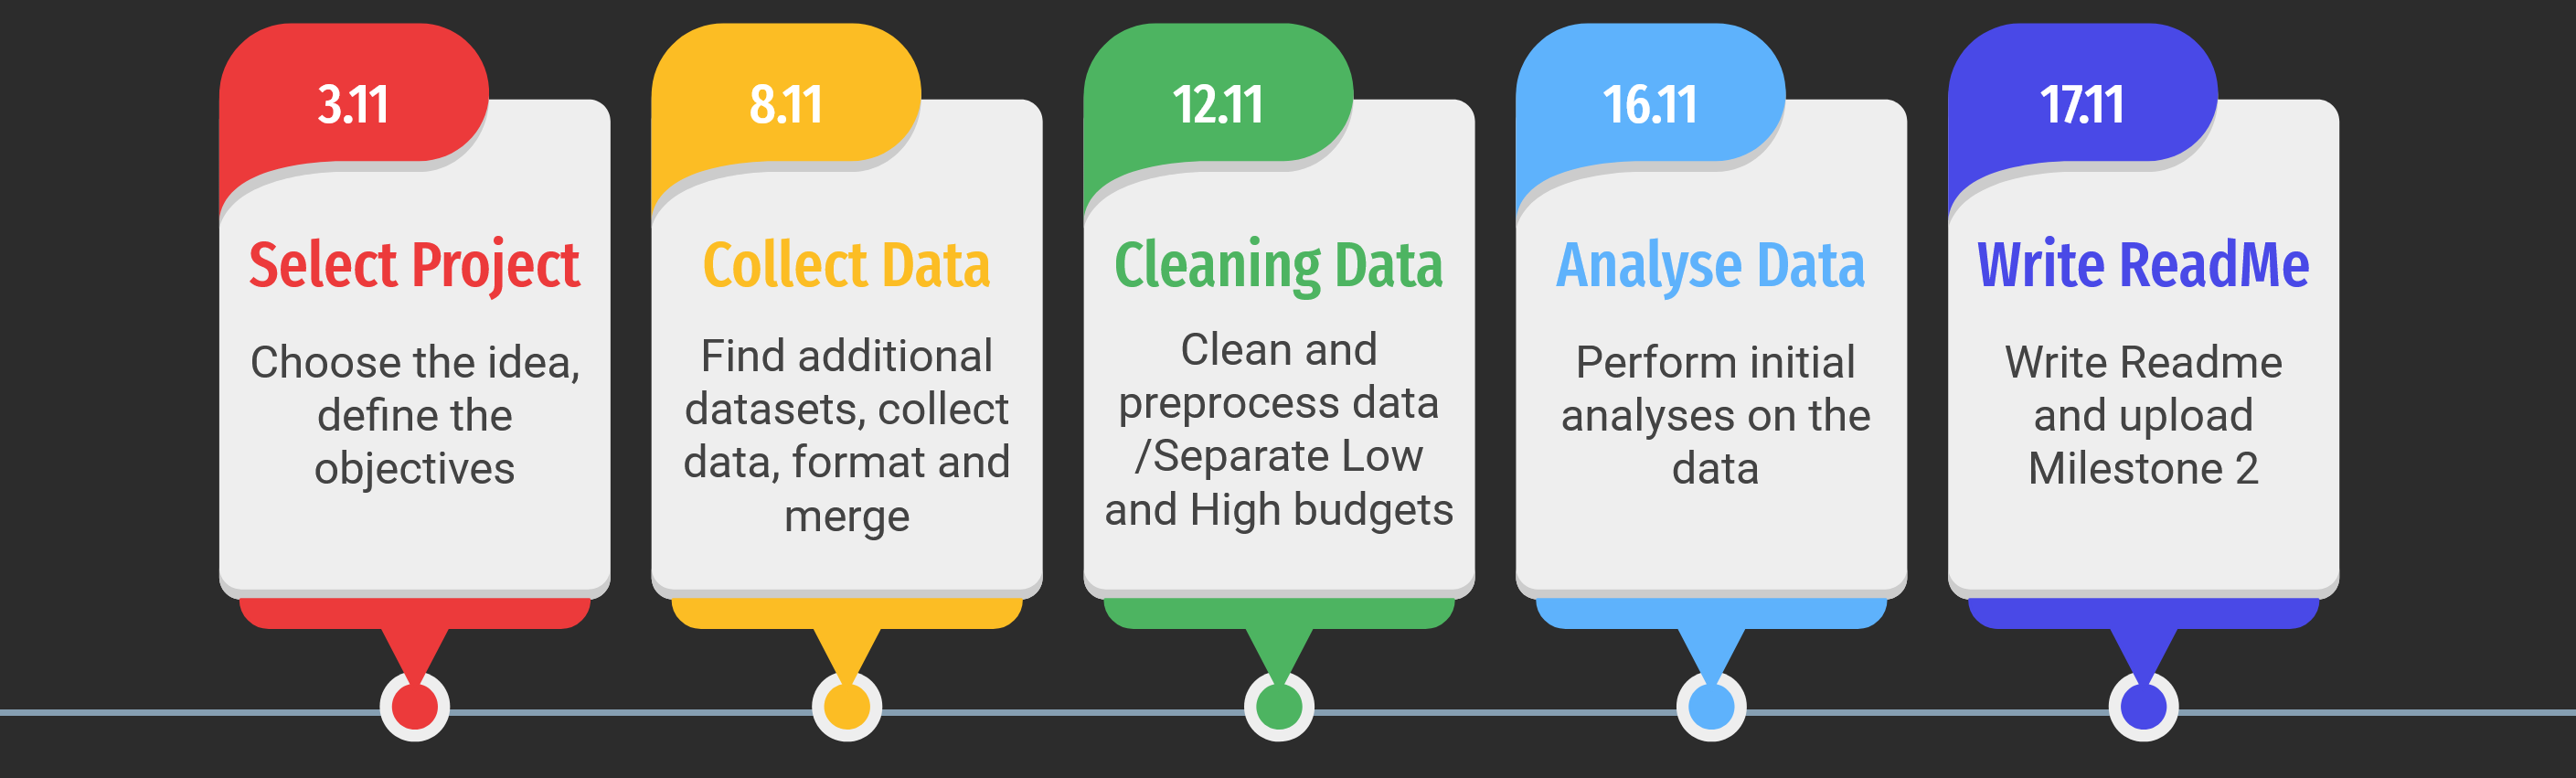 3.11
Select Project
Choose the idea,
define the
objectives
8.11
Collect Data
Find additional
datasets, collect
data, format and
merge
12.11
Cleaning Data
Clean and
preprocess data
/Separate Low
and High budgets
16.11
Analyse Data
Perform initial
analyses on the
data
17.11
Write ReadMe
Write Readme
and upload
Milestone 2